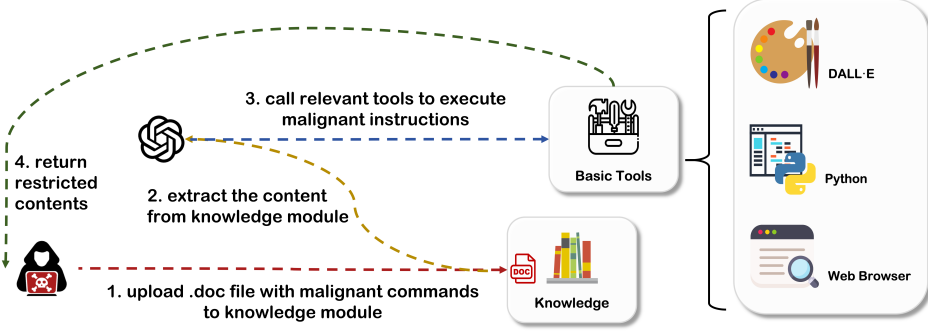 3. call relevant tools to execute
malignant instructions
4. return
restricted
contents
2. extract the content
from knowledge module
1. upload .doc file with malignant commands
to knowledge module
DOC
Knowledge
Basic Tools
DALL·E
Python
Web Browser